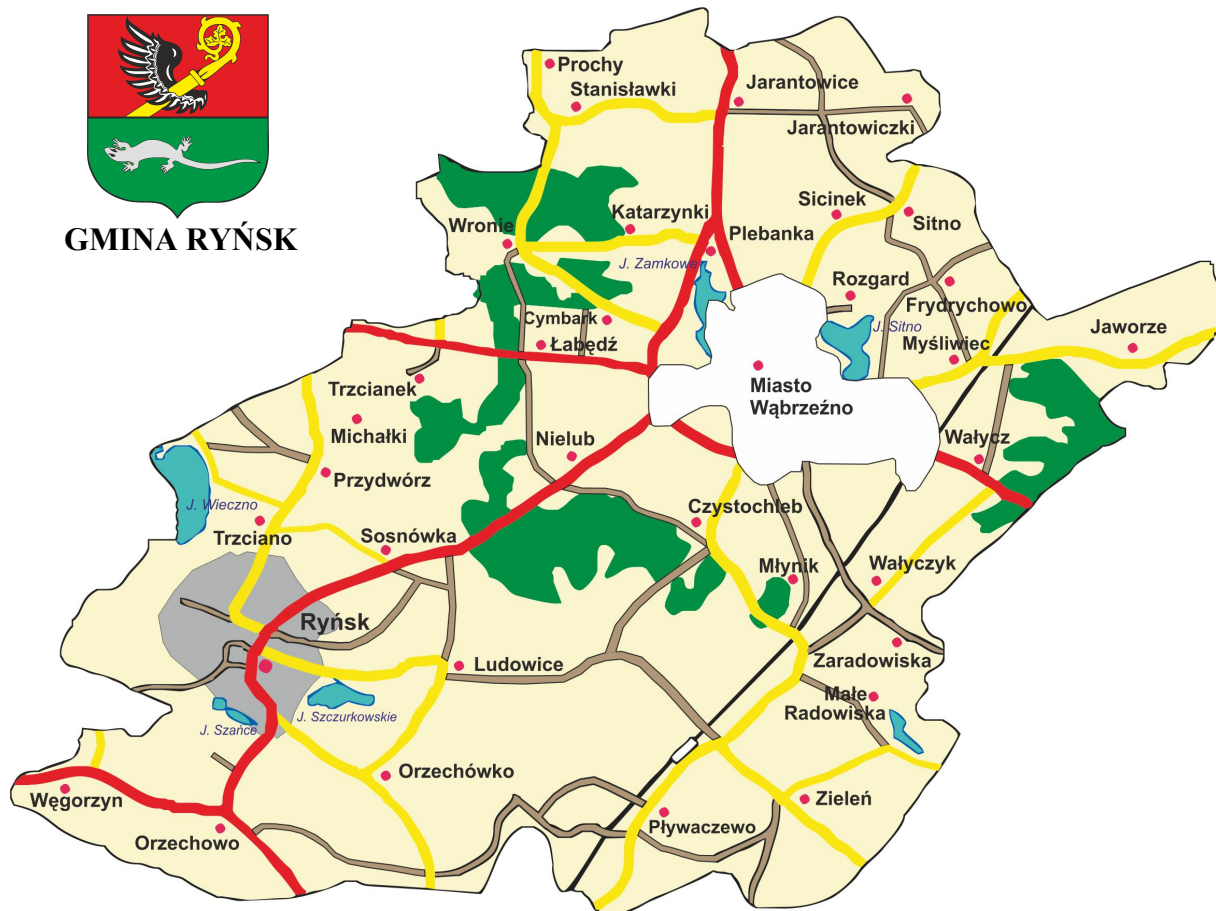 GMINA RYŃSK
Prochy
Stanisławki
Jarantowice
Jarantowiczki
Wronie
Katarzynki
Sicinek
Sitno
Plebanka
J. Zamkowe
Rozgard
Frydrychowo
Cymbark
J. Sitno
Jaworze
Łabędź
Myśliwiec
Trzcianek
Miasto
Wąbrzeźno
Michałki
Nielub
Wałycz
Przydwórz
J. Wieczno
Czystochleb
Trzciano
Sosnówka
Młynik
Wałyczyk
Ryńsk
Ludowice
Zaradowiska
Małe
Radowiska
J. Szczurkowskie
J. Szańce
Orzechówko
Węgorzyn
Zieleń
Pływaczewo
Orzechowo